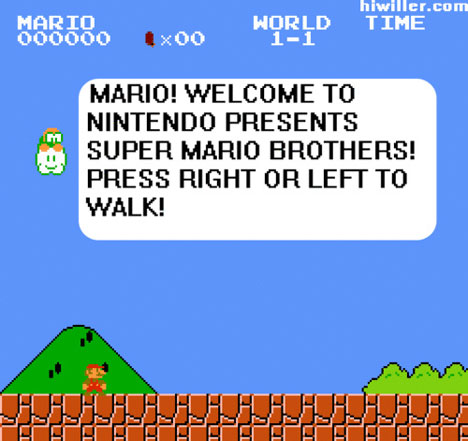 hiwiller.com
MARIO WORLD TIME
000000 ×00 1-1
MARIO! WELCOME TO
NINTENDO PRESENTS
SUPER MARIO BROTHERS!
PRESS RIGHT OR LEFT TO
WALK!